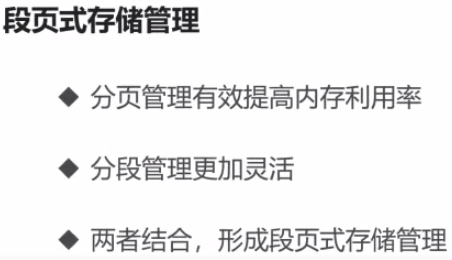 段页式存储管理
◆ 分页管理有效提高内存利用率
◆ 分段管理更加灵活
◆ 两者结合，形成段页式存储管理